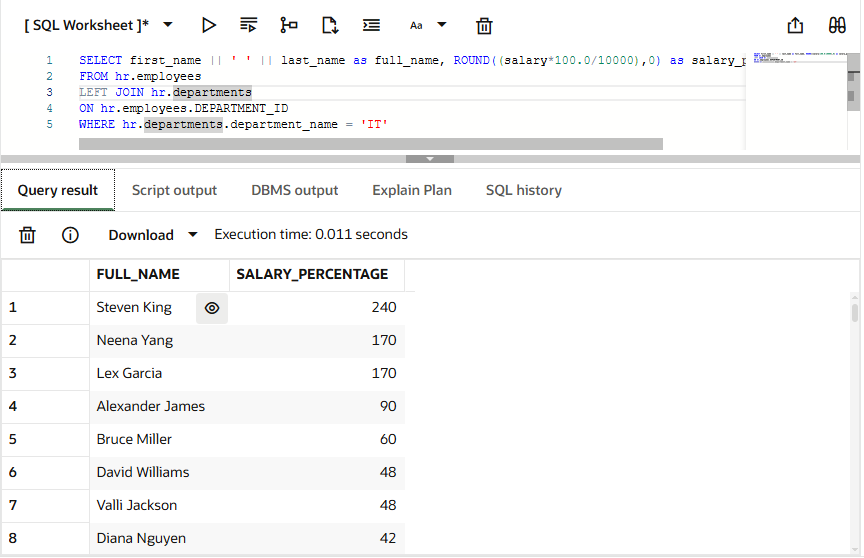 [ SQL Worksheet ]*
Aa
1 SELECT first_name || ' ' || last_name as full_name, ROUND((salary*100.0/10000),0) as salary_p
2 FROM hr.employees
3 LEFT JOIN hr.departments
4 ON hr.employees.DEPARTMENT_ID
5 WHERE hr.departments.department_name = 'IT'
Query result Script output DBMS output Explain Plan SQL history
Download Execution time: 0.011 seconds
FULL_NAME SALARY_PERCENTAGE
1 Steven King 240
2 Neena Yang 170
3 Lex Garcia 170
4 Alexander James 90
5 Bruce Miller 60
6 David Williams 48
7 Valli Jackson 48
8 Diana Nguyen 42